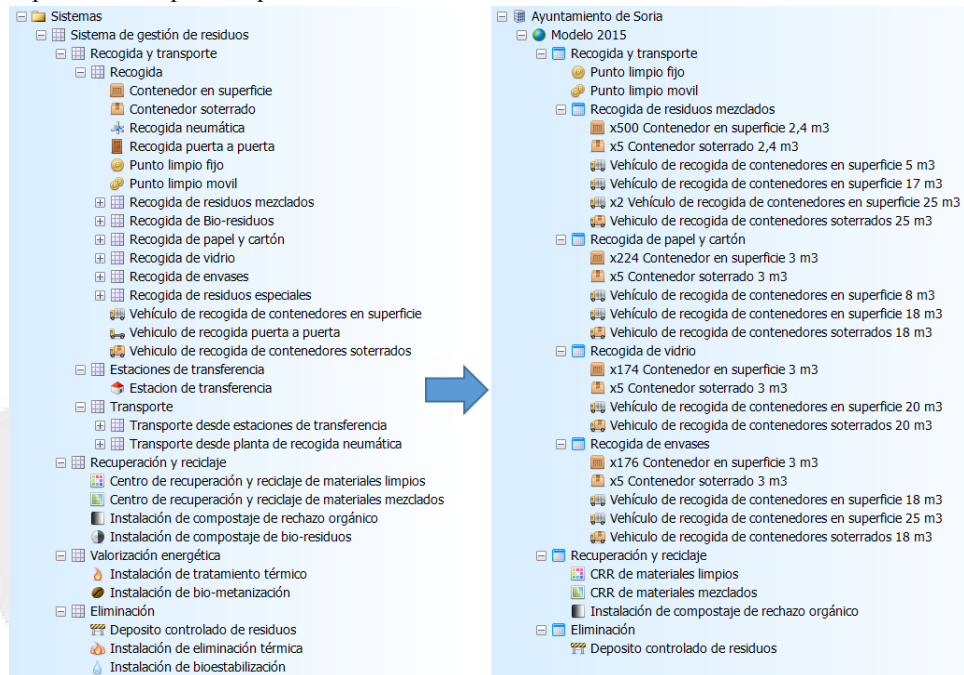 Sistemas
Sistema de gestión de residuos
Recogida y transporte
Recogida
Contenedor en superficie
Contenedor soterrado
Recogida neumática
Recogida puerta a puerta
Punto limpio fijo
Punto limpio movil
Recogida de residuos mezclados
Recogida de Bio-residuos
Recogida de papel y cartón
Recogida de vidrio
Recogida de envases
Recogida de residuos especiales
Vehículo de recogida de contenedores en superficie
Vehiculo de recogida puerta a puerta
Vehiculo de recogida de contenedores soterrados
Estaciones de transferencia
Estacion de transferencia
Transporte
Transporte desde estaciones de transferencia
Transporte desde planta de recogida neumática
Recuperación y reciclaje
Centro de recuperación y reciclaje de materiales limpios
Centro de recuperación y reciclaje de materiales mezclados
Instalación de compostaje de rechazo orgánico
Instalación de compostaje de bio-residuos
Valorización energética
Instalación de tratamiento térmico
Instalación de bio-metanización
Eliminación
Deposito controlado de residuos
Instalación de eliminación térmica
Instalación de bioestabilización
Ayuntamiento de Soria
Modelo 2015
Recogida y transporte
Punto limpio fijo
Punto limpio movil
Recogida de residuos mezclados
x500 Contenedor en superficie 2,4 m3
x5 Contenedor soterrado 2,4 m3
Vehículo de recogida de contenedores en superficie 5 m3
Vehículo de recogida de contenedores en superficie 17 m3
x2 Vehículo de recogida de contenedores en superficie 25 m3
Vehiculo de recogida de contenedores soterrados 25 m3
Recogida de papel y cartón
x224 Contenedor en superficie 3 m3
x5 Contenedor soterrado 3 m3
Vehículo de recogida de contenedores en superficie 8 m3
Vehículo de recogida de contenedores en superficie 18 m3
Vehiculo de recogida de contenedores soterrados 18 m3
Recogida de vidrio
x174 Contenedor en superficie 3 m3
x5 Contenedor soterrado 3 m3
Vehículo de recogida de contenedores en superficie 20 m3
Vehiculo de recogida de contenedores soterrados 20 m3
Recogida de envases
x176 Contenedor en superficie 3 m3
x5 Contenedor soterrado 3 m3
Vehículo de recogida de contenedores en superficie 18 m3
Vehículo de recogida de contenedores en superficie 25 m3
Vehiculo de recogida de contenedores soterrados 18 m3
Recuperación y reciclaje
CRR de materiales limpios
CRR de materiales mezclados
Instalación de compostaje de rechazo orgánico
Eliminación
Deposito controlado de residuos